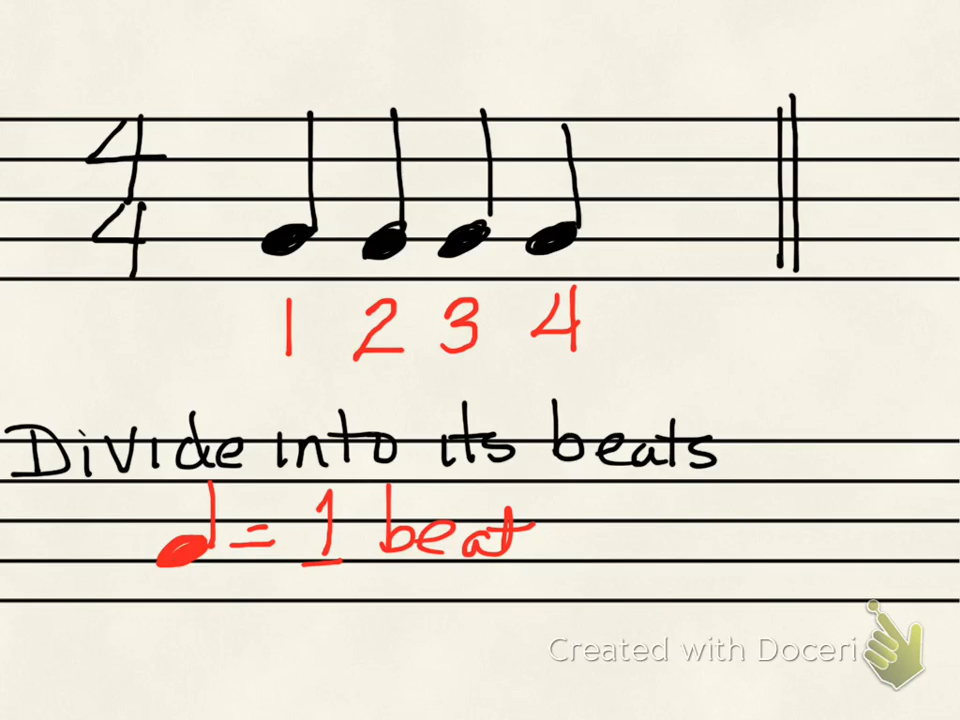 4
4
1 2 3 4
Divide into its beats
= 1 beat
Created with Doceri